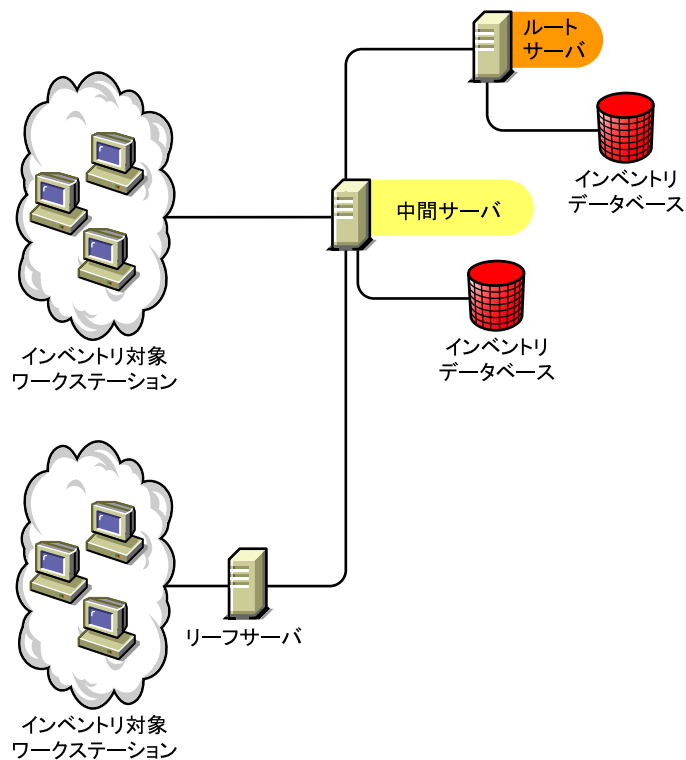 ルート
サーバ
インベントリ
データベース
中間サーバ
インベントリ
データベース
インベントリ対象
ワークステーション
リーフサーバ
インベントリ対象
ワークステーション